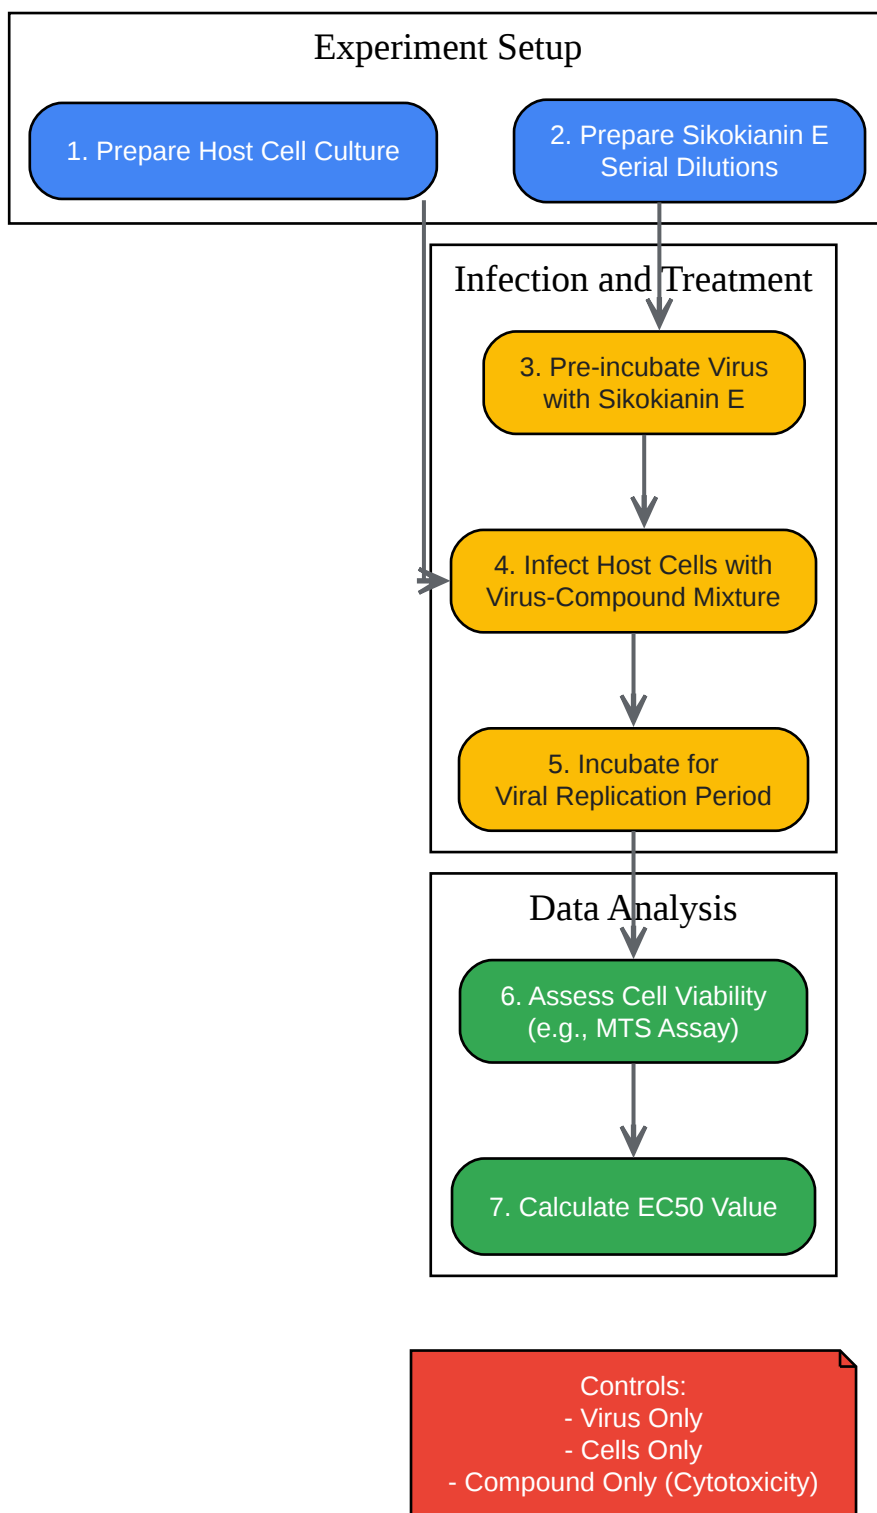 Experiment Setup
1. Prepare Host Cell Culture
2. Prepare Sikokianin E
Serial Dilutions
Infection and Treatment
3. Pre-incubate Virus
with Sikokianin E
4. Infect Host Cells with
Virus-Compound Mixture
5. Incubate for
Viral Replication Period
Data Analysis
6. Assess Cell Viability
(e.g., MTS Assay)
7. Calculate EC50 Value
Controls:
- Virus Only
- Cells Only
- Compound Only (Cytotoxicity)